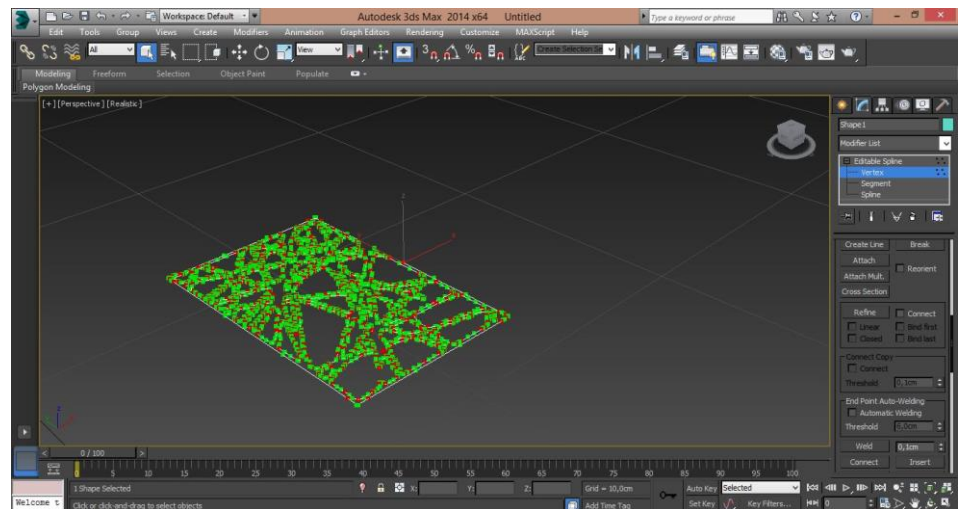 Workspace: Default Autodesk 3ds Max 2014 x64 Untitled Type a keyword or phrase
Edit Tools Group Views Create Modifiers Animation Graph Editors Rendering Customize MAXScript Help
All View Create Selection Se
Modeling Freeform Selection Object Paint Populate
Polygon Modeling
[+] [Perspective] [Realistic]
Shape1
Modifier List
Editable Spline
Vertex
Segment
Spline
Create Line Break
Attach
Reorient
Attach Mult.
Cross Section
Refine Connect
Linear Bind first
Closed Bind last
Connect Copy
Connect
Threshold 0,1cm
End Point Auto-Welding
Automatic Welding
Threshold 6,0cm
Weld 0,1cm
Connect Insert
0 / 100
0 5 10 15 20 25 30 35 40 45 50 55 60 65 70 75 80 85 90 95 100
1 Shape Selected X: Y: Z: Grid = 10,0cm Auto Key Selected
Welcome t Click or click-and-drag to select objects Add Time Tag Set Key Key Filters... 0